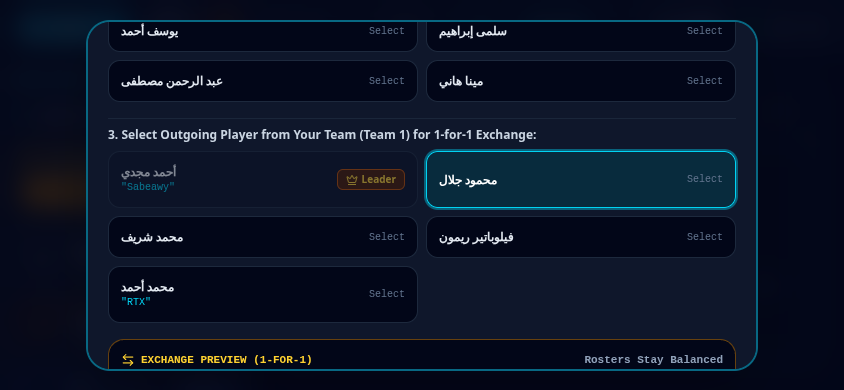 يوسف أحمد Select
سلمى إبراهيم Select
عبد الرحمن مصطفى Select
مينا هاني Select
3. Select Outgoing Player from Your Team (Team 1) for 1-for-1 Exchange:
أحمد مجدي
"Sabeawy"
Leader
محمود جلال Select
محمد شريف Select
فيلوباتير ريمون Select
محمد أحمد
"RTX"
Select
EXCHANGE PREVIEW (1-FOR-1) Rosters Stay Balanced